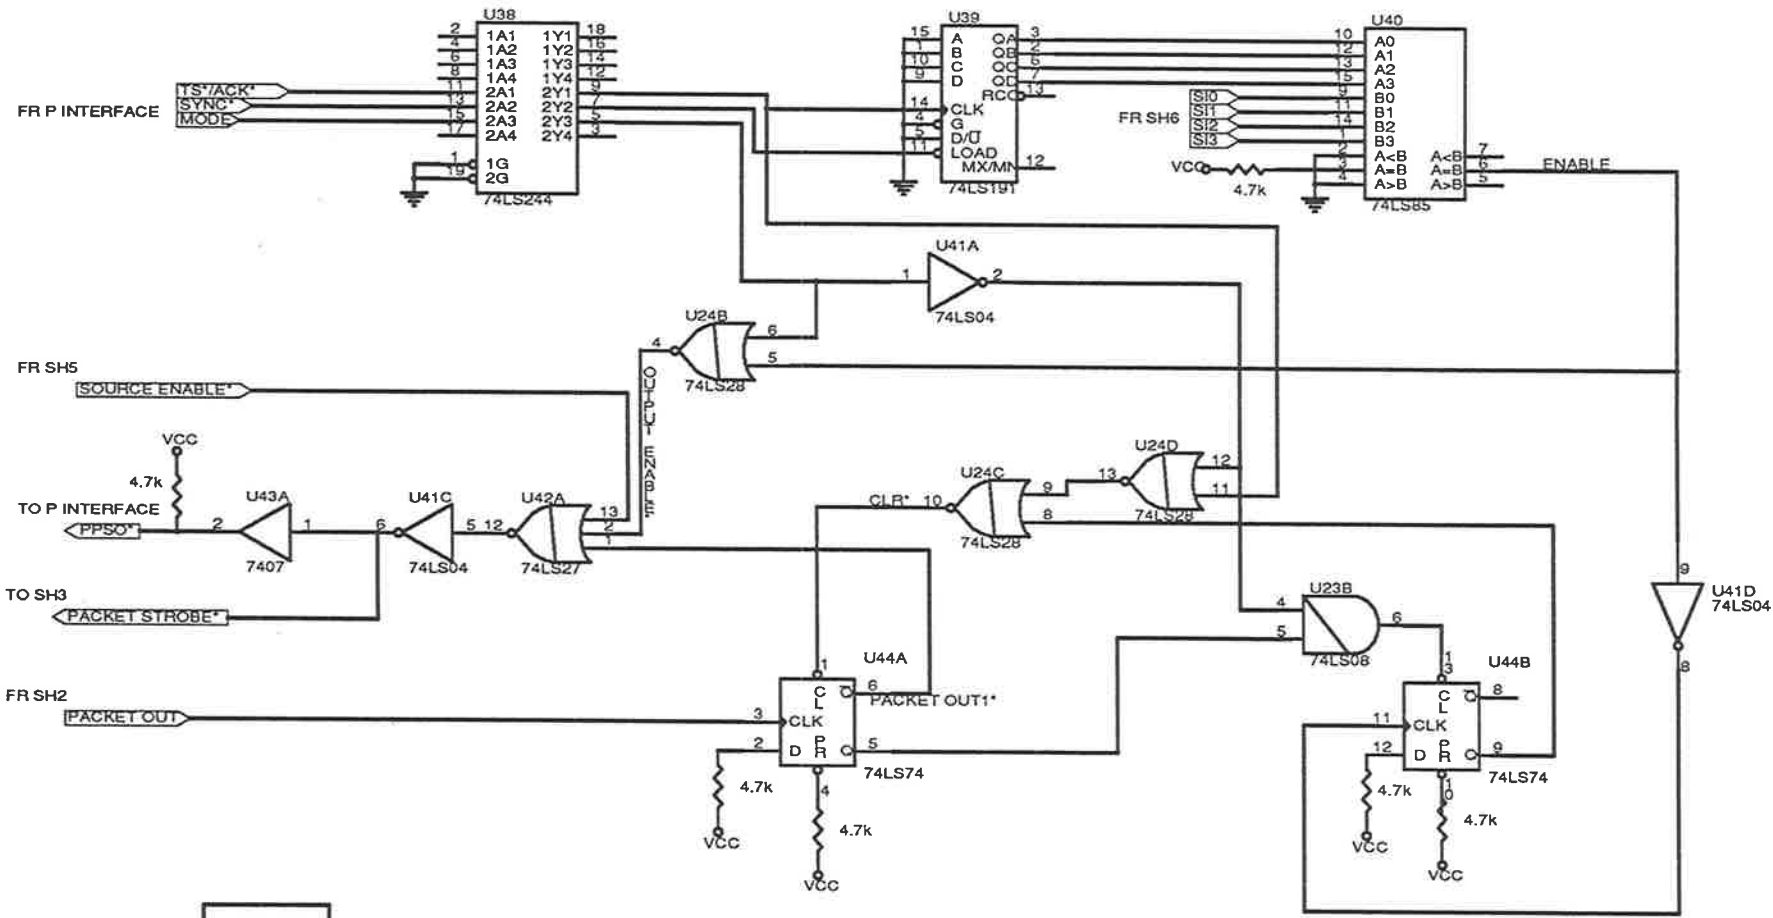 U38
2 1A1 1Y1 18
4 1A2 1Y2 16
6 1A3 1Y3 14
8 1A4 1Y4 12
11 2A1 2Y1 9
13 2A2 2Y2 7
15 2A3 2Y3 5
17 2A4 2Y4 3
1 1G
19 2G
74LS244
FR P INTERFACE
TS*/ACK*
SYNC*
MODE
U39
15 A QA 3
1 B QB 2
10 C QC 6
9 D QD 7
RCO 13
14 CLK
4 G
5 D/U
11 LOAD
MX/MN 12
74LS191
U40
10 A0
12 A1
13 A2
15 A3
9 B0
11 B1
14 B2
1 B3
2 A<B A<B 7
3 A=B A=B 6
4 A>B A>B 5
74LS85
FR SH6
SI0
SI1
SI2
SI3
VCC
4.7k
ENABLE
U41A
1 2
74LS04
U24B
4 6
5
74LS28
OUTPUT ENABLE*
FR SH5
SOURCE ENABLE*
VCC
4.7k
TO P INTERFACE
PPSO*
U43A
2 1
7407
U41C
6 5
74LS04
U42A
12 13
2
1
74LS27
TO SH3
PACKET STROBE*
U24D
13 12
11
74LS28
U24C
CLR* 10 9
8
74LS28
U23B
4 6
5
74LS08
9
U41D
74LS04
8
FR SH2
PACKET OUT
U44A
1
CL
Q 6
PACKET OUT1*
3 CLK
2 D PR Q 5
4
74LS74
4.7k
VCC
4.7k
VCC
U44B
13
CL
Q 8
11 CLK
12 D PR Q 9
10
74LS74
4.7k
VCC
4.7k
VCC